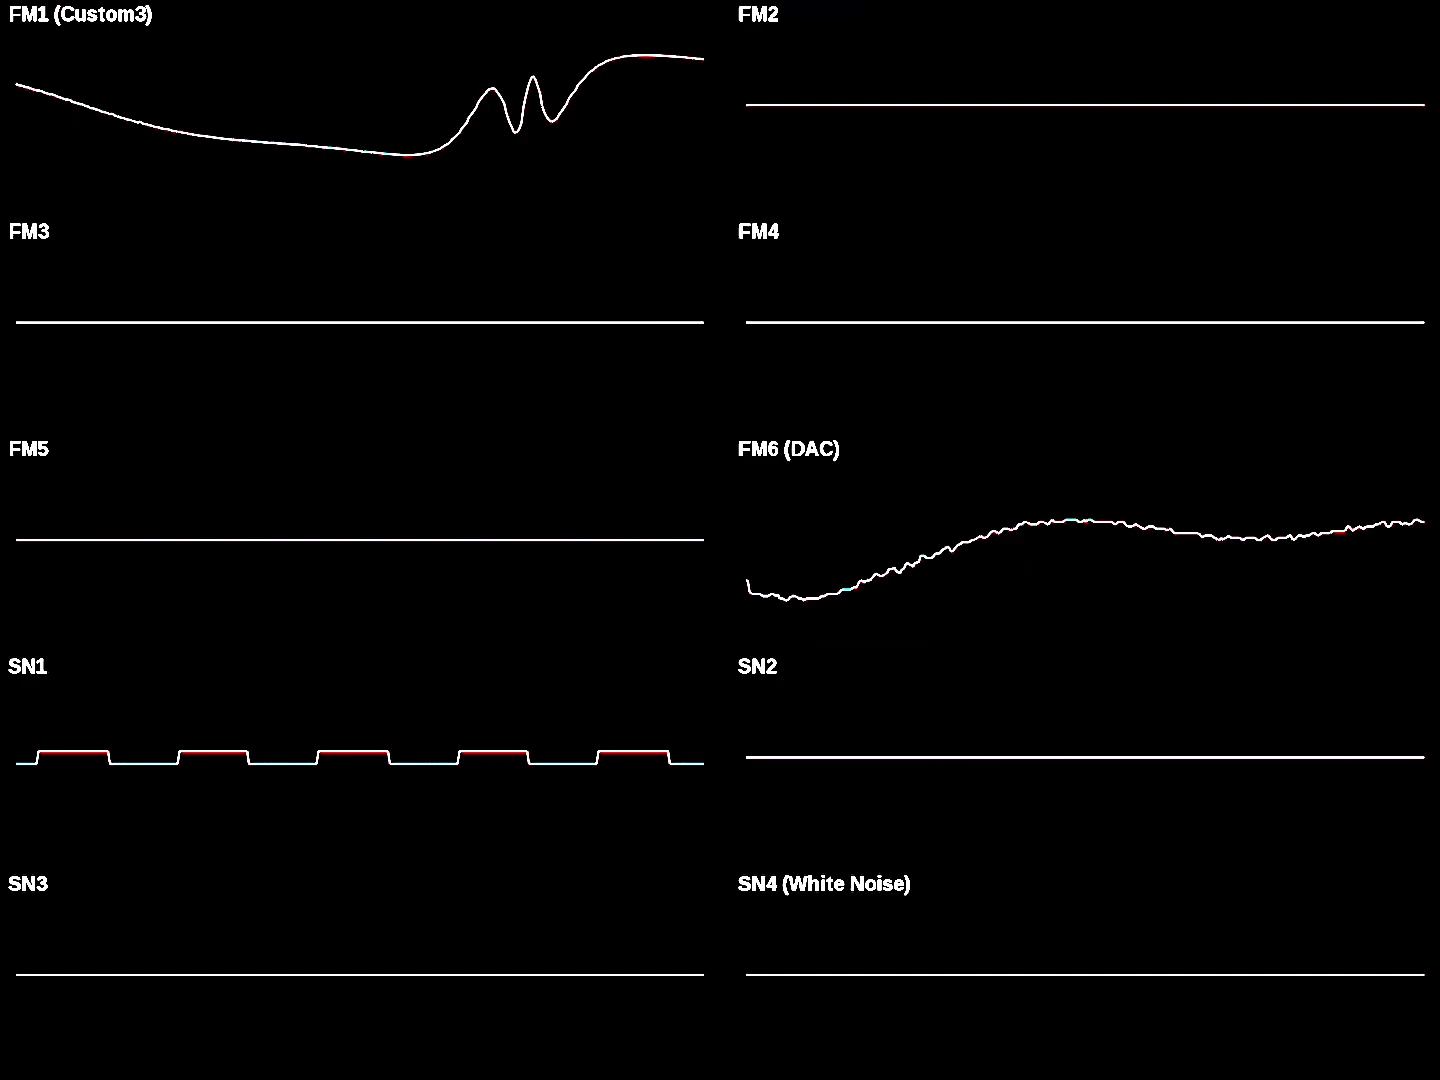 FM1 (Custom3)
FM2
FM3
FM4
FM5
FM6 (DAC)
SN1
SN2
SN3
SN4 (White Noise)